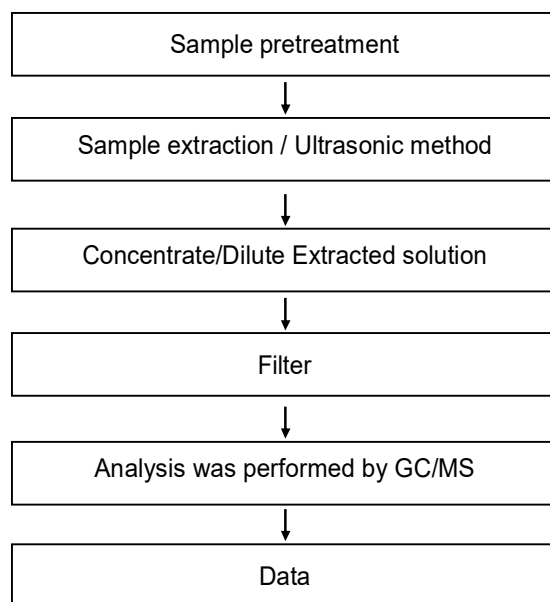 Sample pretreatment
Sample extraction / Ultrasonic method
Concentrate/Dilute Extracted solution
Filter
Analysis was performed by GC/MS
Data